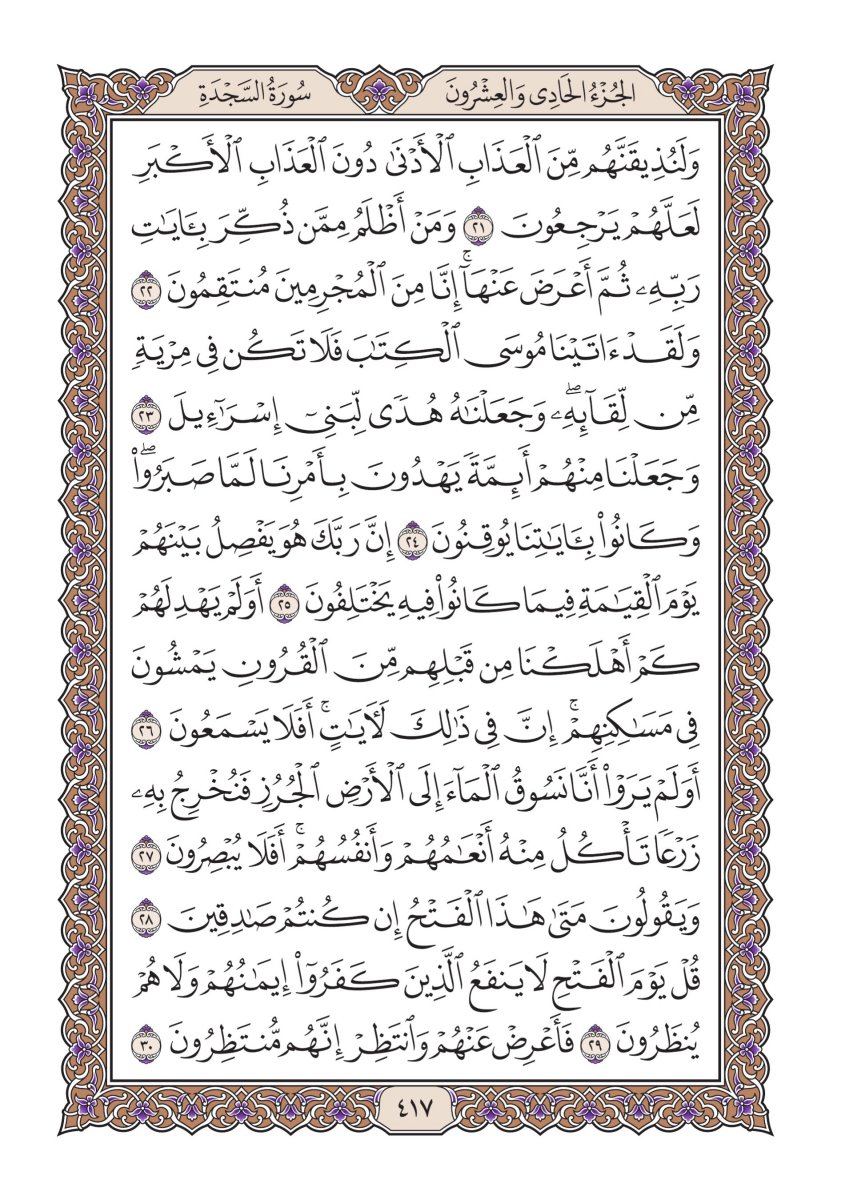 الجُزْءُ الحَادِي وَالعِشْرُونَ
سُورَةُ السَّجْدَةِ
وَلَنُذِيقَنَّهُم مِّنَ ٱلْعَذَابِ ٱلْأَدْنَىٰ دُونَ ٱلْعَذَابِ ٱلْأَكْبَرِ
لَعَلَّهُمْ يَرْجِعُونَ ٢١ وَمَنْ أَظْلَمُ مِمَّن ذُكِّرَ بِـَٔايَـٰتِ
رَبِّهِۦ ثُمَّ أَعْرَضَ عَنْهَآ ۚ إِنَّا مِنَ ٱلْمُجْرِمِينَ مُنتَقِمُونَ ٢٢
وَلَقَدْ ءَاتَيْنَا مُوسَى ٱلْكِتَـٰبَ فَلَا تَكُن فِى مِرْيَةٍ
مِّن لِّقَآئِهِۦ ۖ وَجَعَلْنَـٰهُ هُدًى لِّبَنِىٓ إِسْرَـٰٓءِيلَ ٢٣
وَجَعَلْنَا مِنْهُمْ أَئِمَّةً يَهْدُونَ بِأَمْرِنَا لَمَّا صَبَرُوا۟ ۖ
وَكَانُوا۟ بِـَٔايَـٰتِنَا يُوقِنُونَ ٢٤ إِنَّ رَبَّكَ هُوَ يَفْصِلُ بَيْنَهُمْ
يَوْمَ ٱلْقِيَـٰمَةِ فِيمَا كَانُوا۟ فِيهِ يَخْتَلِفُونَ ٢٥ أَوَلَمْ يَهْدِ لَهُمْ
كَمْ أَهْلَكْنَا مِن قَبْلِهِم مِّنَ ٱلْقُرُونِ يَمْشُونَ
فِى مَسَـٰكِنِهِمْ ۚ إِنَّ فِى ذَٰلِكَ لَـَٔايَـٰتٍ ۚ أَفَلَا يَسْمَعُونَ ٢٦
أَوَلَمْ يَرَوْا۟ أَنَّا نَسُوقُ ٱلْمَآءَ إِلَى ٱلْأَرْضِ ٱلْجُرُزِ فَنُخْرِجُ بِهِۦ
زَرْعًا تَأْكُلُ مِنْهُ أَنْعَـٰمُهُمْ وَأَنفُسُهُمْ ۚ أَفَلَا يُبْصِرُونَ ٢٧
وَيَقُولُونَ مَتَىٰ هَـٰذَا ٱلْفَتْحُ إِن كُنتُمْ صَـٰدِقِينَ ٢٨
قُلْ يَوْمَ ٱلْفَتْحِ لَا يَنفَعُ ٱلَّذِينَ كَفَرُوٓا۟ إِيمَـٰنُهُمْ وَلَا هُمْ
يُنظَرُونَ ٢٩ فَأَعْرِضْ عَنْهُمْ وَٱنتَظِرْ إِنَّهُم مُّنتَظِرُونَ ٣٠
٤١٧